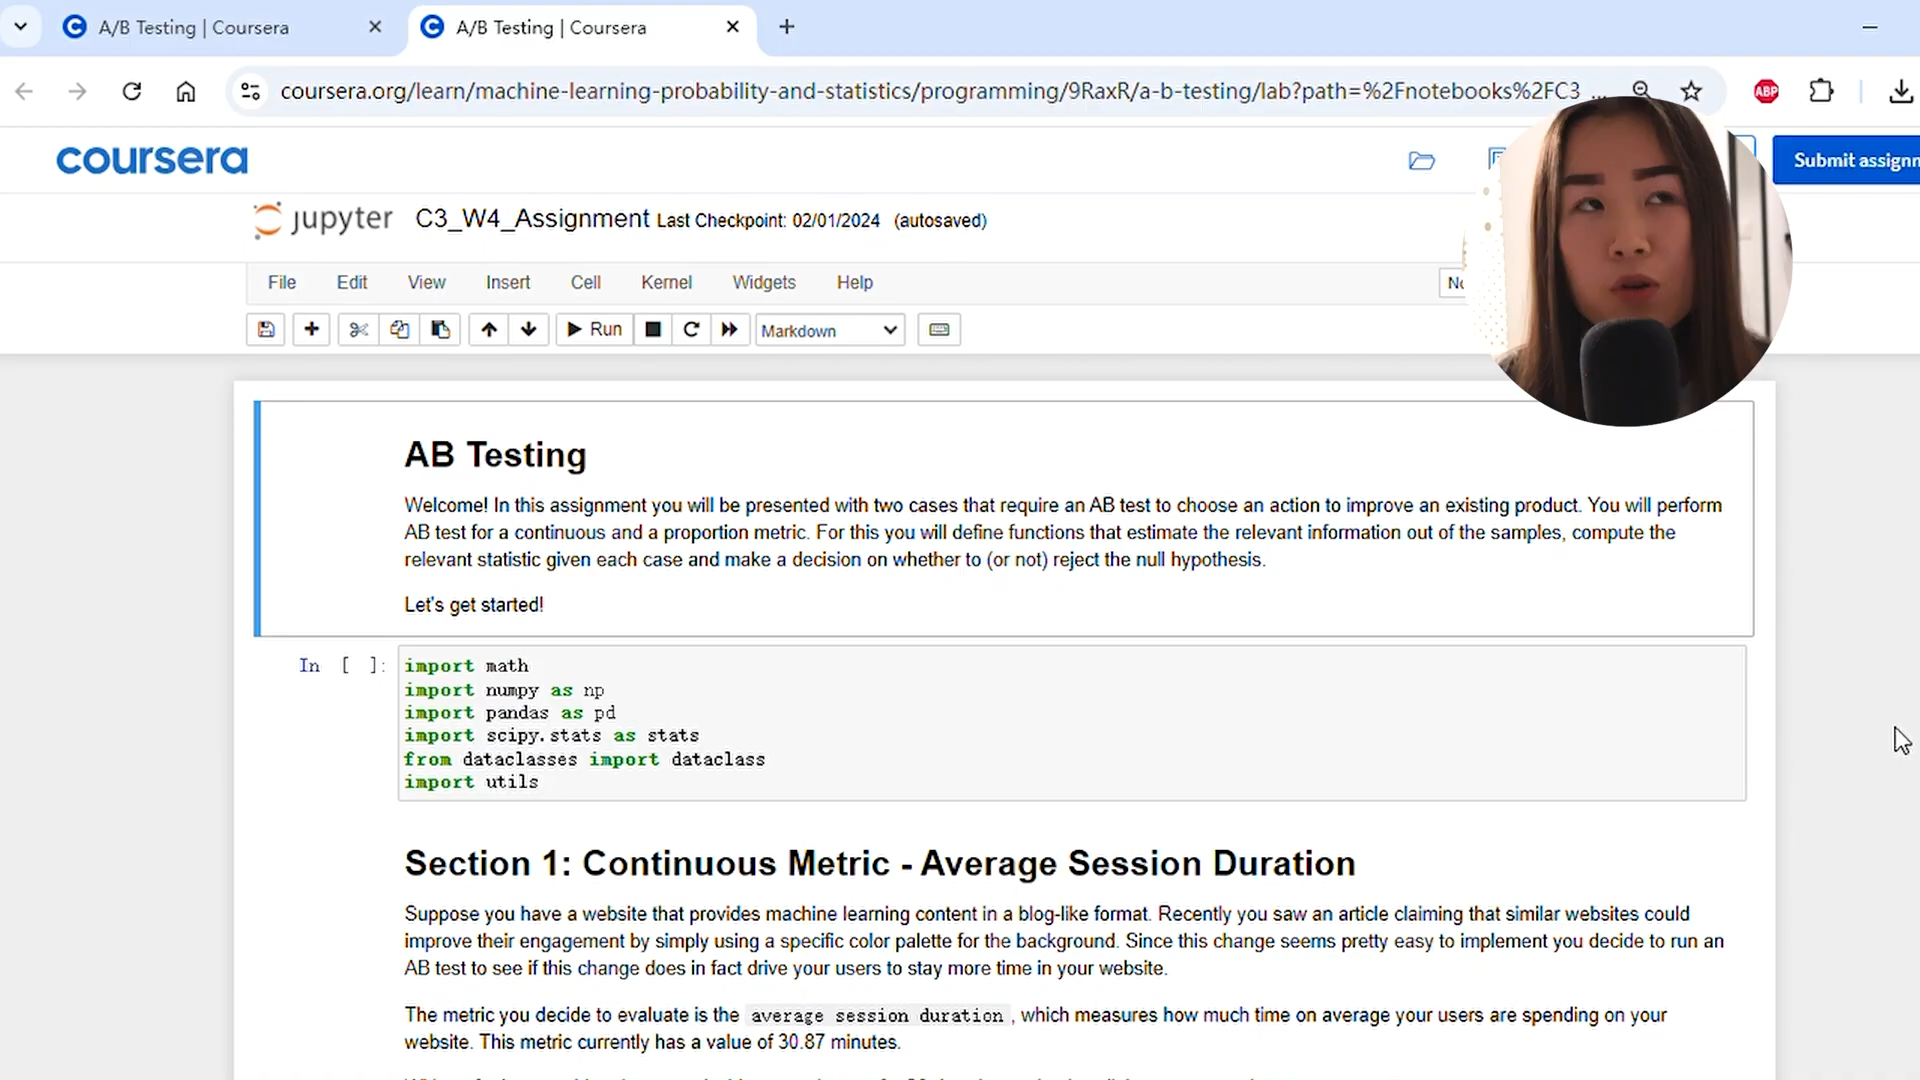 A/B Testing | Coursera
A/B Testing | Coursera
coursera.org/learn/machine-learning-probability-and-statistics/programming/9RaxR/a-b-testing/lab?path=%2Fnotebooks%2FC3 ...
ABP
coursera
Submit assignm
jupyter C3_W4_Assignment Last Checkpoint: 02/01/2024 (autosaved)
File Edit View Insert Cell Kernel Widgets Help
Run Markdown
AB Testing
Welcome! In this assignment you will be presented with two cases that require an AB test to choose an action to improve an existing product. You will perform
AB test for a continuous and a proportion metric. For this you will define functions that estimate the relevant information out of the samples, compute the
relevant statistic given each case and make a decision on whether to (or not) reject the null hypothesis.
Let's get started!
In [ ]: import math
import numpy as np
import pandas as pd
import scipy.stats as stats
from dataclasses import dataclass
import utils
Section 1: Continuous Metric - Average Session Duration
Suppose you have a website that provides machine learning content in a blog-like format. Recently you saw an article claiming that similar websites could
improve their engagement by simply using a specific color palette for the background. Since this change seems pretty easy to implement you decide to run an
AB test to see if this change does in fact drive your users to stay more time in your website.
The metric you decide to evaluate is the average session duration, which measures how much time on average your users are spending on your
website. This metric currently has a value of 30.87 minutes.